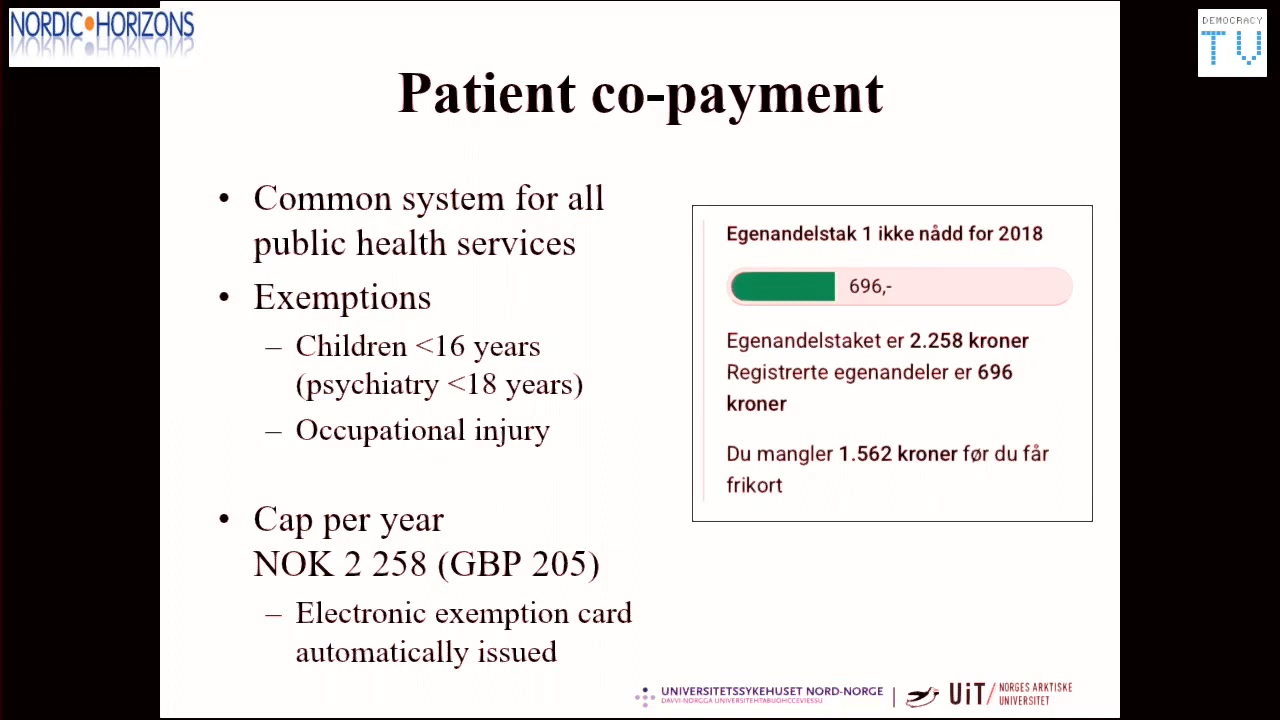 NORDIC•HORIZONS
DEMOCRACY
TV
Patient co-payment
• Common system for all
public health services
• Exemptions
– Children <16 years
(psychiatry <18 years)
– Occupational injury
• Cap per year
NOK 2 258 (GBP 205)
– Electronic exemption card
automatically issued
Egenandelstak 1 ikke nådd for 2018
696,-
Egenandelstaket er 2.258 kroner
Registrerte egenandeler er 696
kroner
Du mangler 1.562 kroner før du får
frikort
UNIVERSITETSSYKEHUSET NORD-NORGE
DAVVI-NORGGA UNIVERSITEHTABUOHCCEVIESSU
UiT / NORGES ARKTISKE
UNIVERSITET